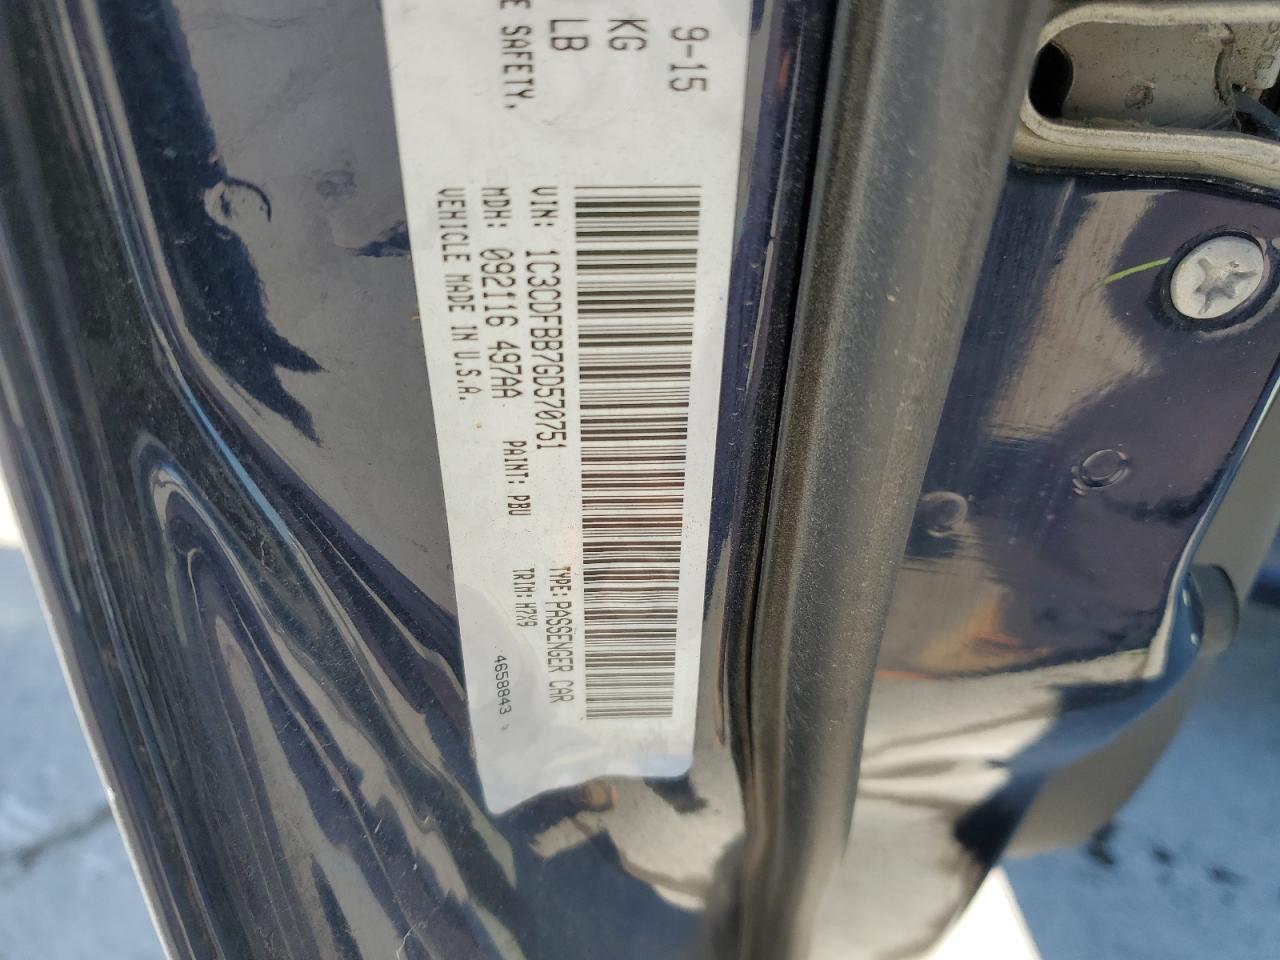 9-15
KG
LB
E SAFETY,
VIN: 1C3CDFBB7GD570751 TYPE: PASSENGER CAR
MDH: 092116 497AA PAINT: PBU TRIM: H7X9
VEHICLE MADE IN U.S.A. 4658843